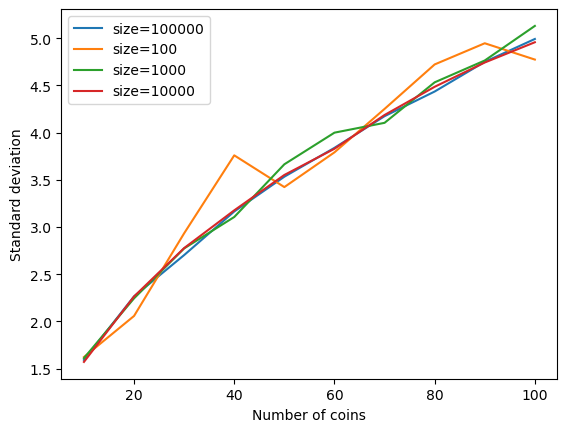 size=100000
size=100
size=1000
size=10000
5.0
4.5
4.0
3.5
3.0
2.5
2.0
1.5
Standard deviation
20 40 60 80 100
Number of coins